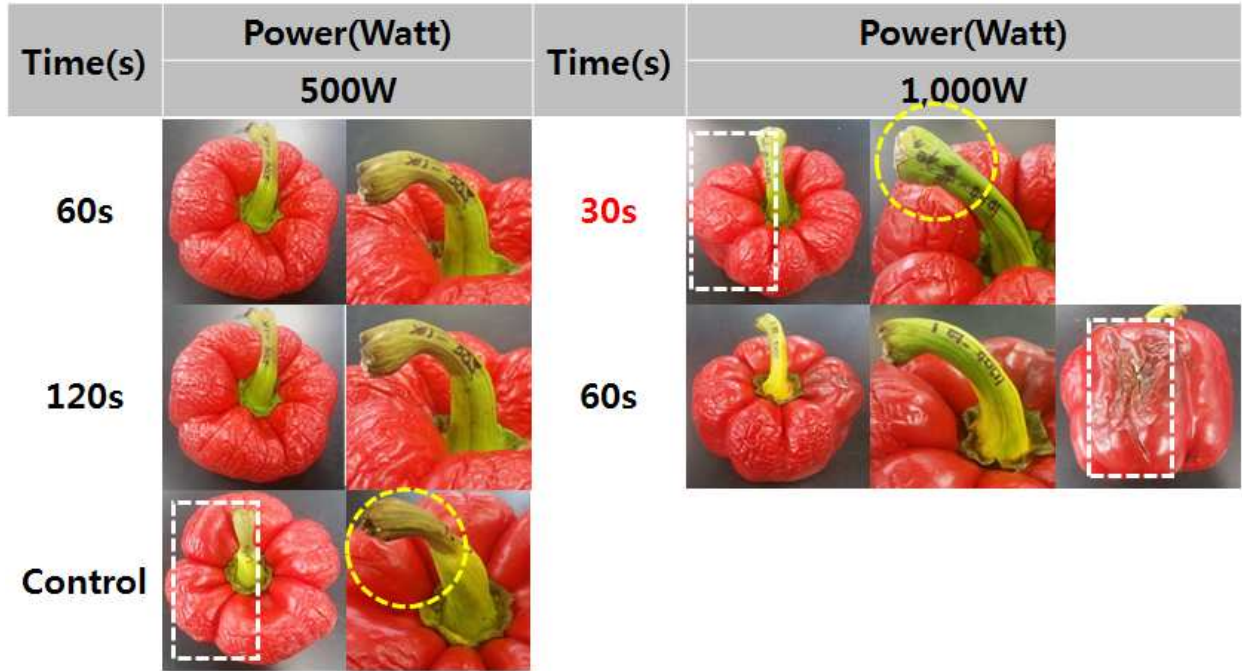 Time(s)
Power(Watt)
500W
Time(s)
Power(Watt)
1,000W
60s
30s
120s
60s
Control